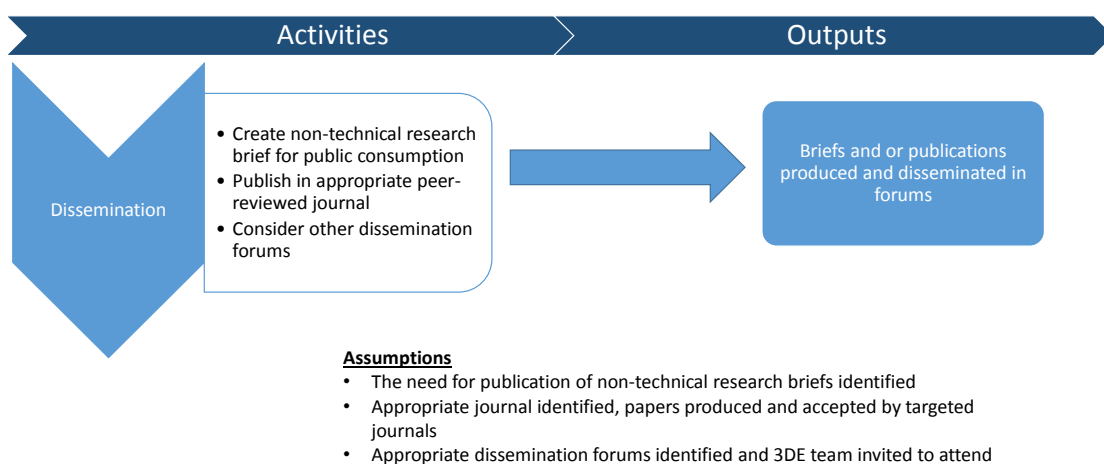 Activities
Outputs
Dissemination
• Create non-technical research
brief for public consumption
• Publish in appropriate peer-
reviewed journal
• Consider other dissemination
forums
Briefs and or publications
produced and disseminated in
forums
Assumptions
• The need for publication of non-technical research briefs identified
• Appropriate journal identified, papers produced and accepted by targeted
journals
• Appropriate dissemination forums identified and 3DE team invited to attend